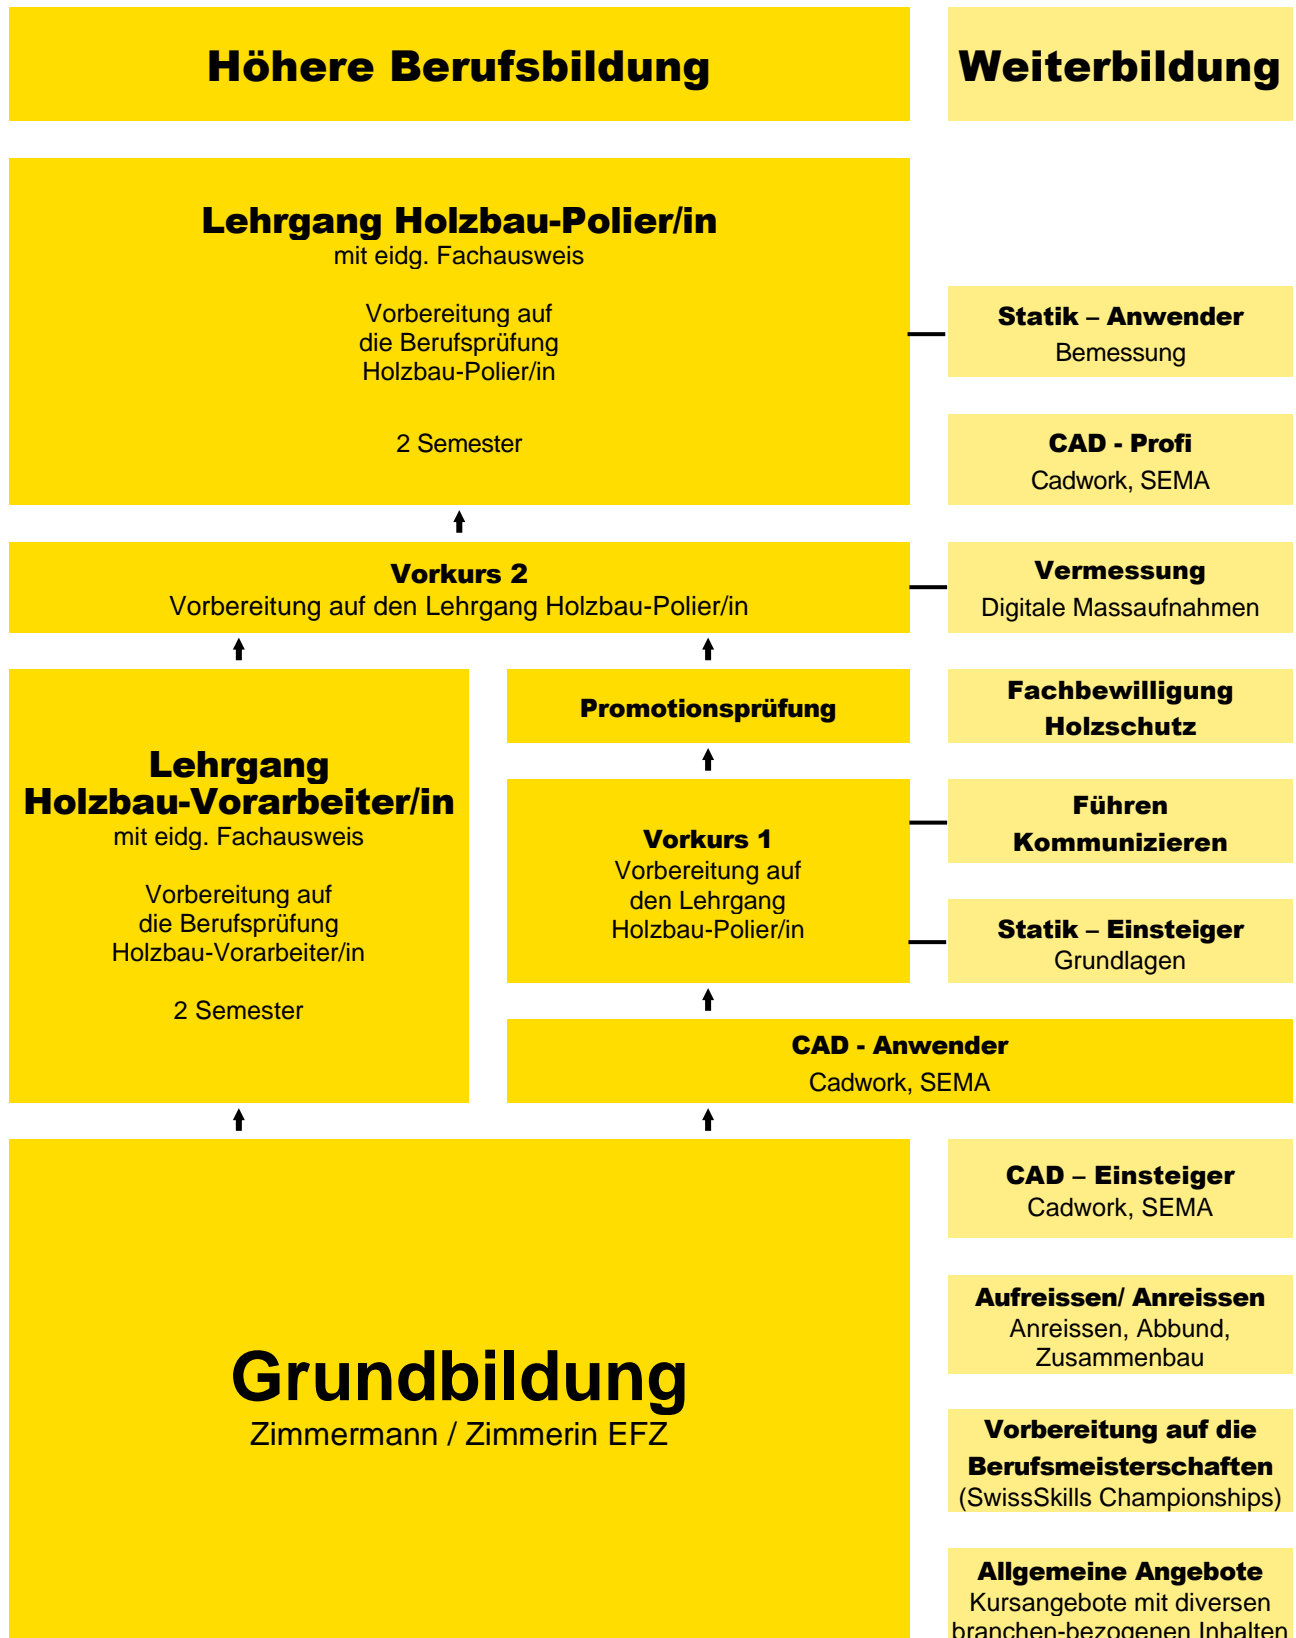 Höhere Berufsbildung
Weiterbildung
Lehrgang Holzbau-Polier/in
mit eidg. Fachausweis
Vorbereitung auf
die Berufsprüfung
Holzbau-Polier/in
2 Semester
Statik – Anwender
Bemessung
CAD - Profi
Cadwork, SEMA
Vorkurs 2
Vorbereitung auf den Lehrgang Holzbau-Polier/in
Vermessung
Digitale Massaufnahmen
Lehrgang
Holzbau-Vorarbeiter/in
mit eidg. Fachausweis
Vorbereitung auf
die Berufsprüfung
Holzbau-Vorarbeiter/in
2 Semester
Promotionsprüfung
Fachbewilligung
Holzschutz
Vorkurs 1
Vorbereitung auf
den Lehrgang
Holzbau-Polier/in
Führen
Kommunizieren
Statik – Einsteiger
Grundlagen
CAD - Anwender
Cadwork, SEMA
Grundbildung
Zimmermann / Zimmerin EFZ
CAD – Einsteiger
Cadwork, SEMA
Aufreissen/ Anreissen
Anreissen, Abbund,
Zusammenbau
Vorbereitung auf die
Berufsmeisterschaften
(SwissSkills Championships)
Allgemeine Angebote
Kursangebote mit diversen
branchen-bezogenen Inhalten